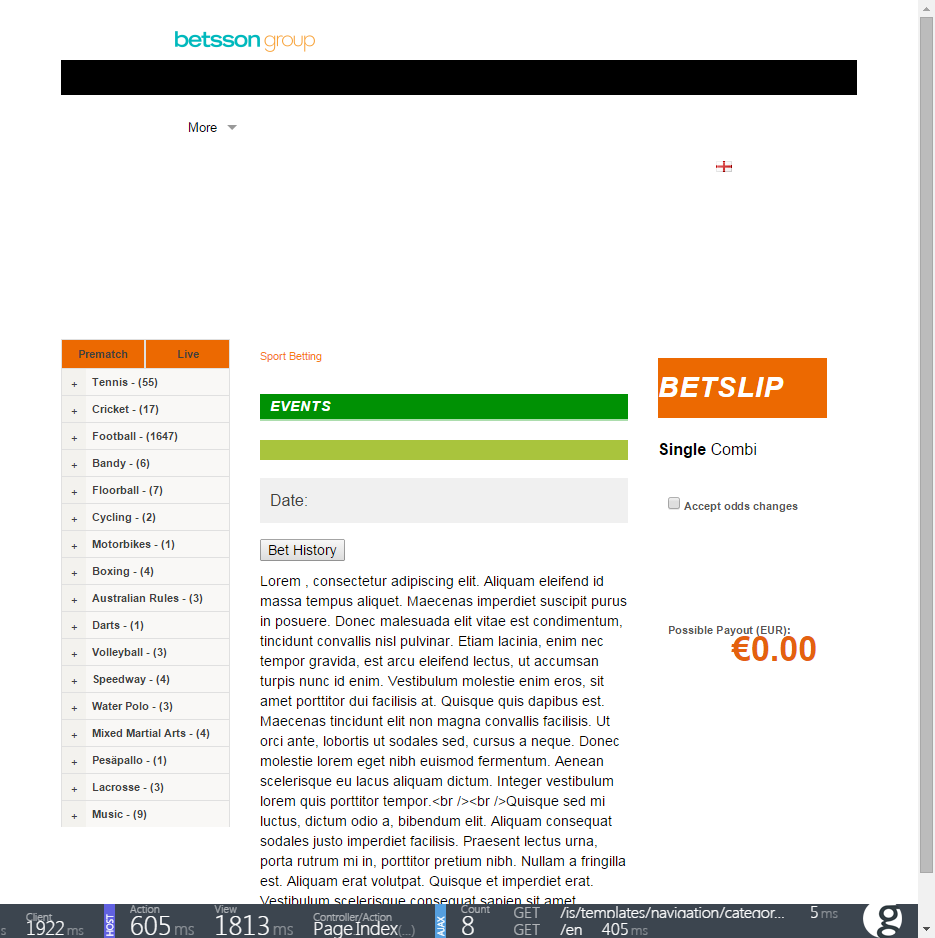 betsson group
More
Prematch Live
+ Tennis - (55)
+ Cricket - (17)
+ Football - (1647)
+ Bandy - (6)
+ Floorball - (7)
+ Cycling - (2)
+ Motorbikes - (1)
+ Boxing - (4)
+ Australian Rules - (3)
+ Darts - (1)
+ Volleyball - (3)
+ Speedway - (4)
+ Water Polo - (3)
+ Mixed Martial Arts - (4)
+ Pesäpallo - (1)
+ Lacrosse - (3)
+ Music - (9)
Sport Betting
EVENTS
Date:
Bet History
Lorem , consectetur adipiscing elit. Aliquam eleifend id
massa tempus aliquet. Maecenas imperdiet suscipit purus
in posuere. Donec malesuada elit vitae est condimentum,
tincidunt convallis nisl pulvinar. Etiam lacinia, enim nec
tempor gravida, est arcu eleifend lectus, ut accumsan
turpis nunc id enim. Vestibulum molestie enim eros, sit
amet porttitor dui facilisis at. Quisque quis dapibus est.
Maecenas tincidunt elit non magna convallis facilisis. Ut
orci ante, lobortis ut sodales sed, cursus a neque. Donec
molestie lorem eget nibh euismod fermentum. Aenean
scelerisque eu lacus aliquam dictum. Integer vestibulum
lorem quis porttitor tempor.<br /><br />Quisque sed mi
luctus, dictum odio a, bibendum elit. Aliquam consequat
sodales justo imperdiet facilisis. Praesent lectus urna,
porta rutrum mi in, porttitor pretium nibh. Nullam a fringilla
est. Aliquam erat volutpat. Quisque et imperdiet erat.
Vestibulum scelerisque consequat sapien sit amet
BETSLIP
Single Combi
Accept odds changes
Possible Payout (EUR):
€0.00
s
Client
1922 ms
HOST
Action
605 ms
View
1813 ms
Controller/Action
PageIndex(...)
AJAX
Count
8
GET /is/templates/navigation/categor... 5 ms
GET /en 405 ms
g